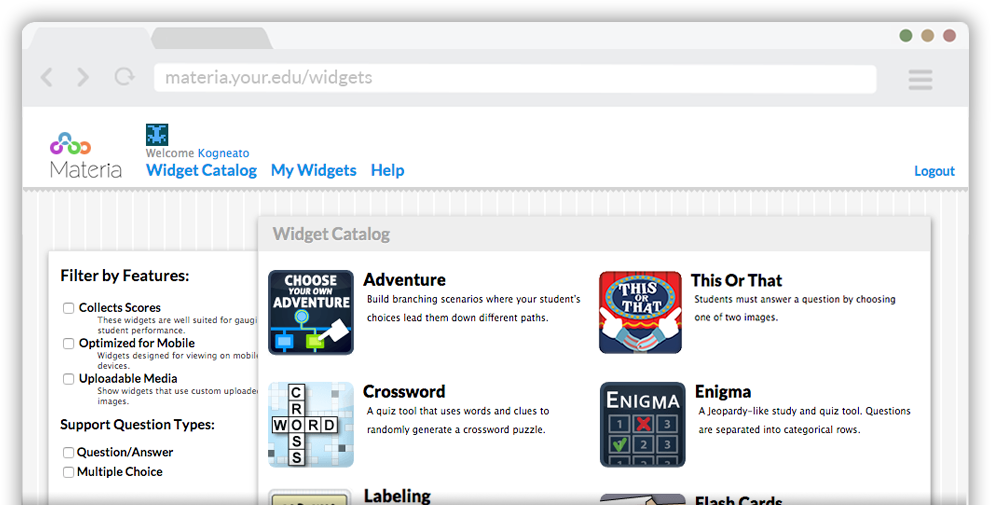 materia.your.edu/widgets
Materia
Welcome Kogneato
Widget Catalog My Widgets Help
Logout
Widget Catalog
Filter by Features:
Collects Scores
These widgets are well suited for gaugi
student performance.
Optimized for Mobile
Widgets designed for viewing on mobil
devices.
Uploadable Media
Show widgets that use custom uploade
images.
Support Question Types:
Question/Answer
Multiple Choice
CHOOSE
YOUR OWN
ADVENTURE
Adventure
Build branching scenarios where your student's
choices lead them down different paths.
THIS
OR
THAT
This Or That
Students must answer a question by choosing
one of two images.
CROSS
WORD
Crossword
A quiz tool that uses words and clues to
randomly generate a crossword puzzle.
ENIGMA
1 3
2 3
1 2 3
Enigma
A Jeopardy-like study and quiz tool. Questions
are separated into categorical rows.
Labeling
Flash Cards